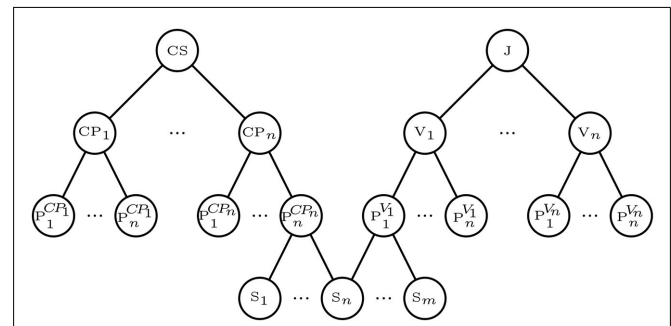 CS J
CP₁ ... CPₙ V₁ ... Vₙ
P₁^CP₁ ... Pₙ^CP₁ P₁^CPₙ ... Pₙ^CPₙ P₁^V₁ ... Pₙ^V₁ P₁^Vₙ ... Pₙ^Vₙ
S₁ ... Sₙ ... Sₘ